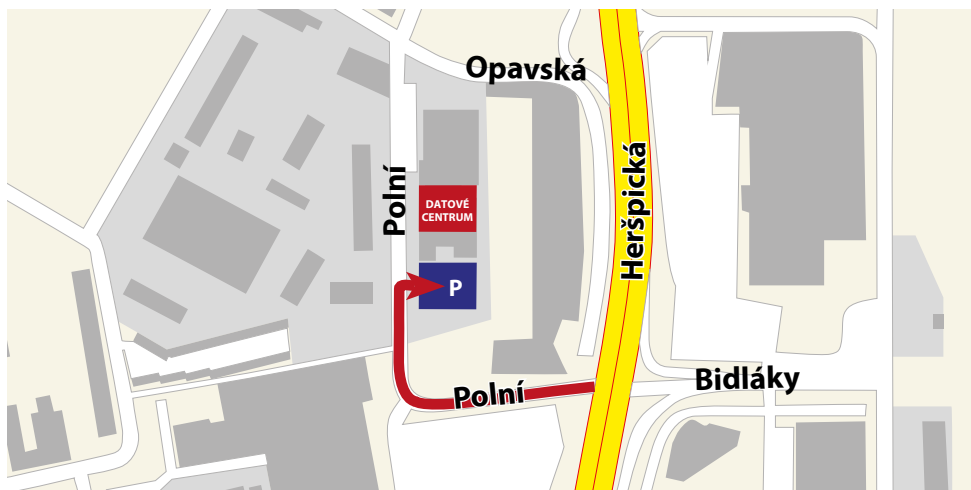 Opavská
Polní
DATOVÉ
CENTRUM
Heršpická
P
Polní
Bidláky